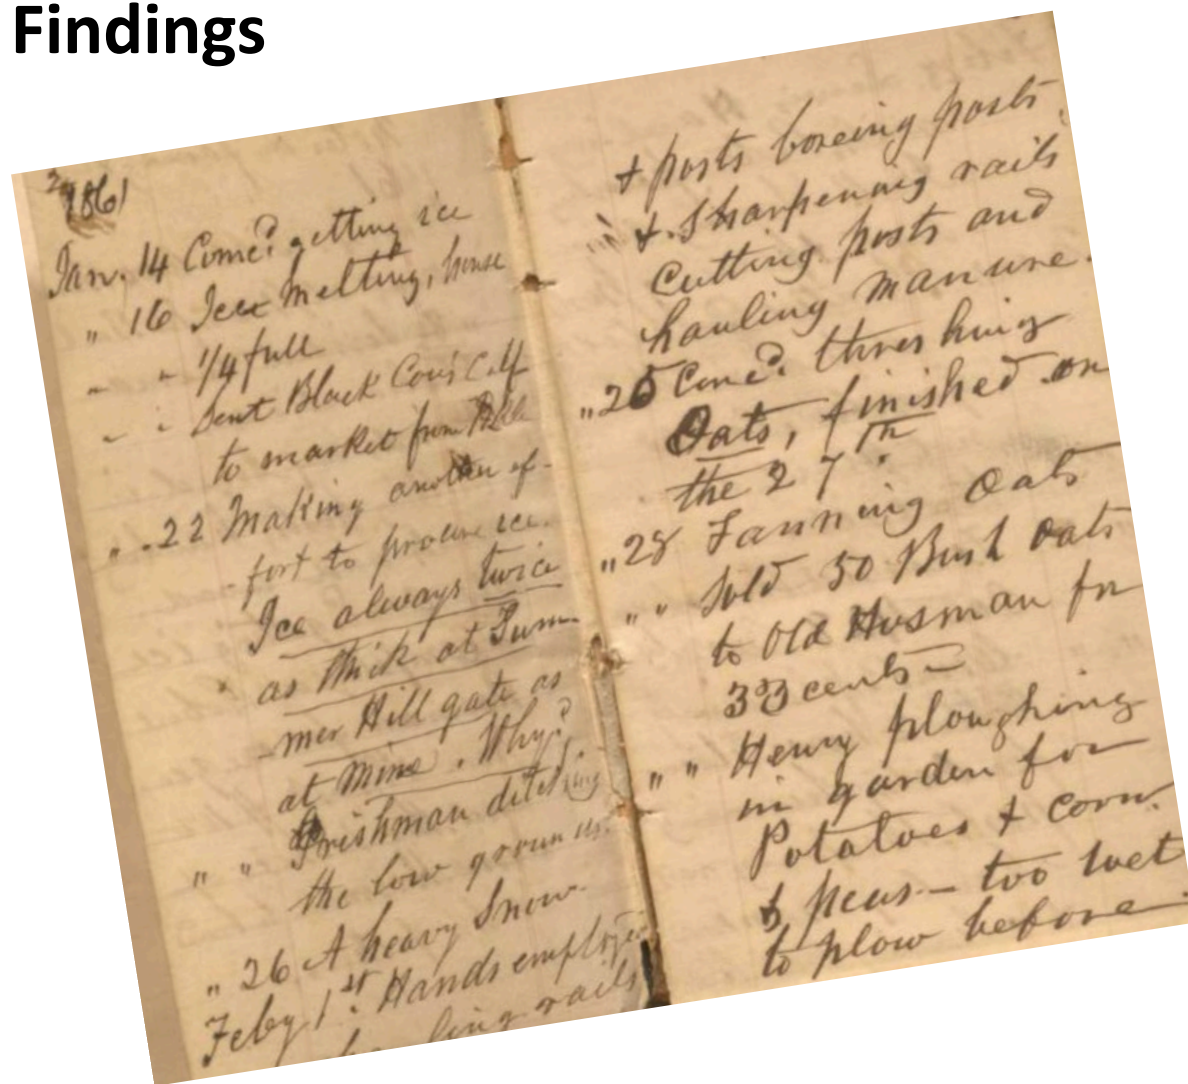 Findings
1861
Jan. 14 Comcd. getting ice
„ 16 Ice melting, house
„ „ 1/4 full
„ „ Sent Black Cow's Calf
to market from
„ 22 Making another ef-
-fort to procure ice.
Ice always twice
as thick at Sum-
-mer Hill gate as
at mine. Why?
„ „ Irishman ditching
the low grounds.
„ 26 A heavy Snow.
Feby 1st. Hands employed
rails
& posts boreing posts
& Sharpening rails
Cutting posts and
hauling manure.
„ 25 Comcd. threshing
Oats, finished on
the 27th.
„ 28 Fanning Oats
„ „ Sold 50 Bush Oats
to Old Husman for
33 cents—
„ „ Henry ploughing
in garden for
Potatoes & corn.
& peas — too wet
to plow before—